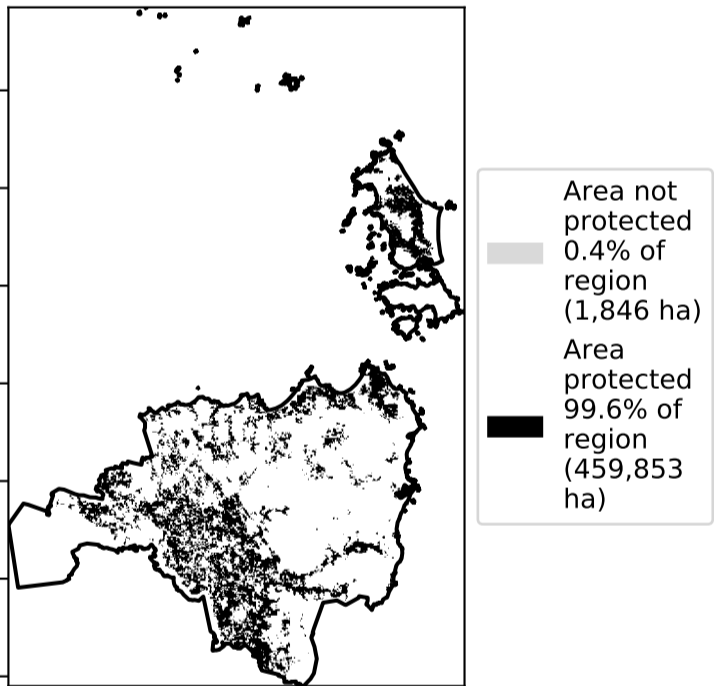 Area not
protected
0.4% of
region
(1,846 ha)
Area
protected
99.6% of
region
(459,853
ha)